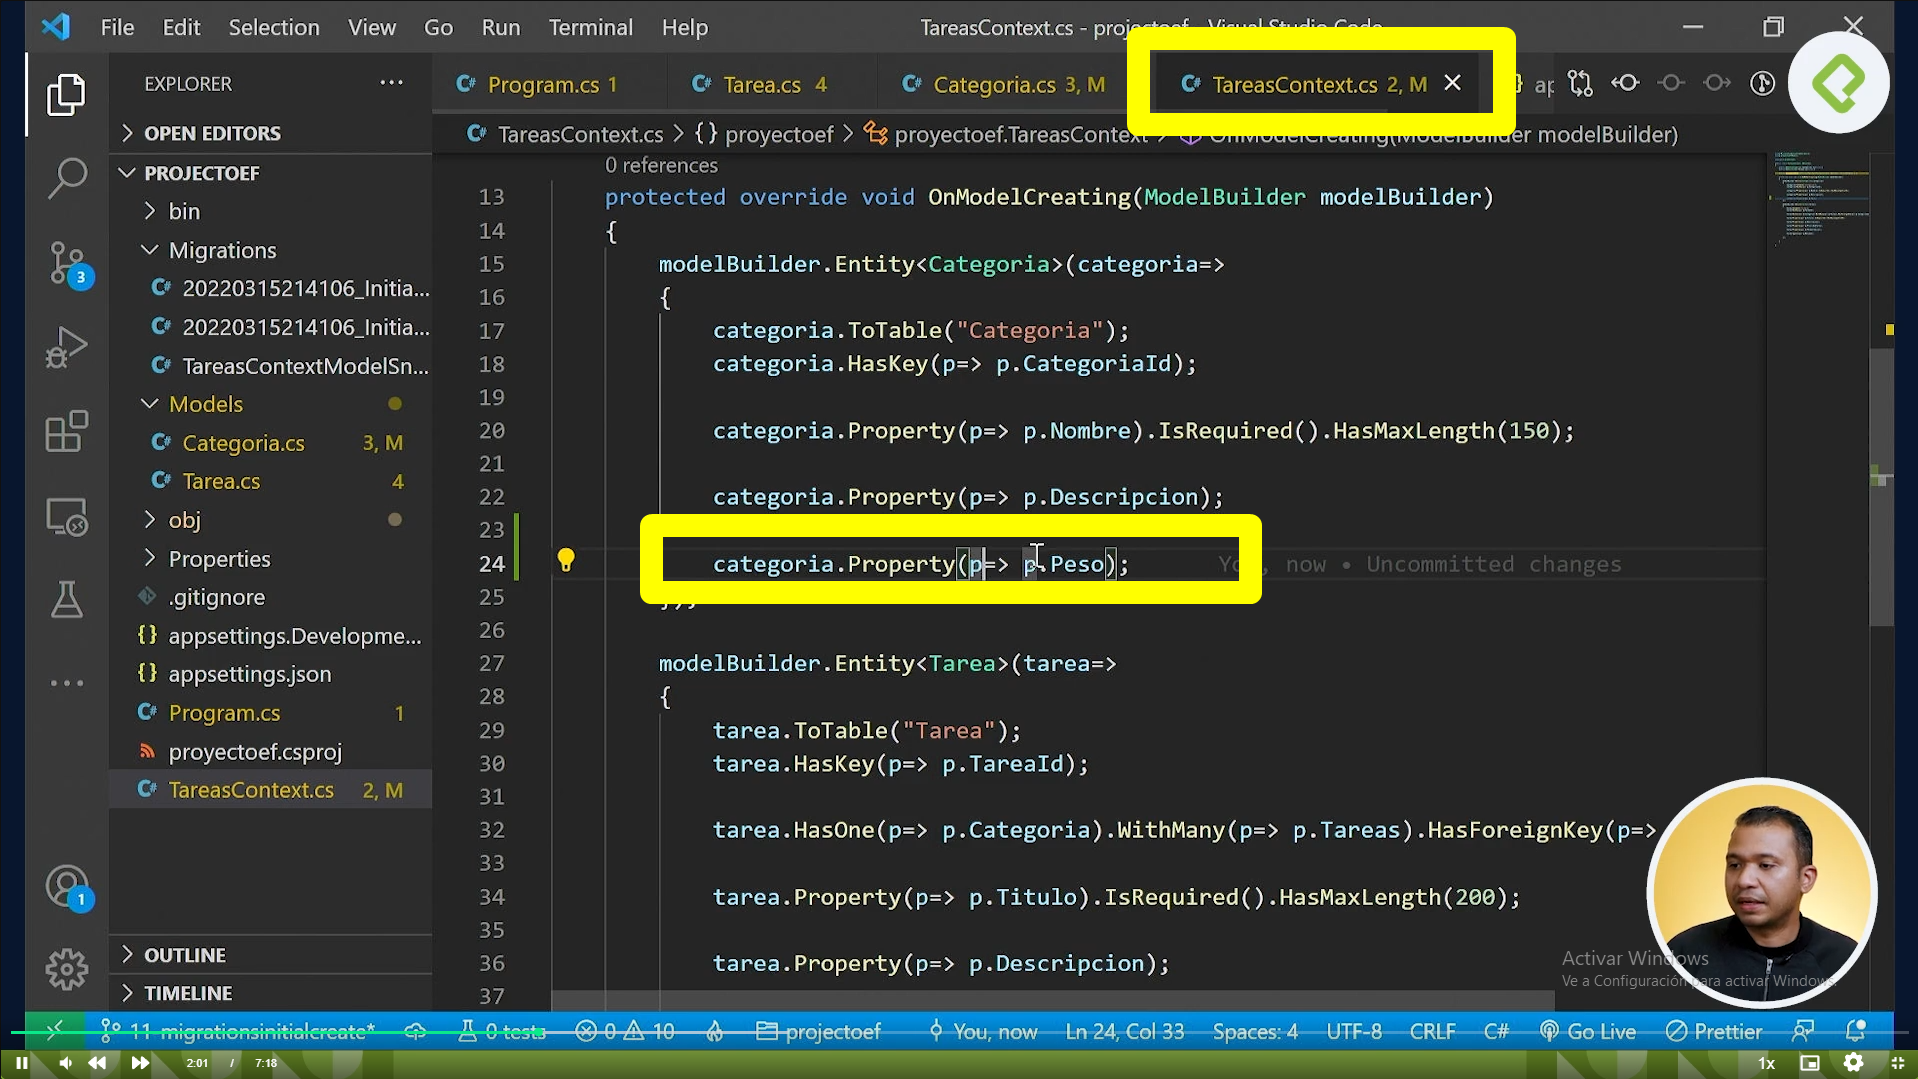 File Edit Selection View Go Run Terminal Help
TareasContext.cs - projectoef - Visual Studio Code
EXPLORER
Program.cs 1
Tarea.cs 4
Categoria.cs 3, M
TareasContext.cs 2, M
ap
OPEN EDITORS
TareasContext.cs > {} proyectoef > proyectoef.TareasContext > OnModelCreating(ModelBuilder modelBuilder)
PROJECTOEF
bin
Migrations
20220315214106_Initia...
20220315214106_Initia...
TareasContextModelSn...
Models
Categoria.cs 3, M
Tarea.cs 4
obj
Properties
.gitignore
{} appsettings.Developme...
{} appsettings.json
Program.cs 1
proyectoef.csproj
TareasContext.cs 2, M
OUTLINE
TIMELINE
3
1
0 references
13 protected override void OnModelCreating(ModelBuilder modelBuilder)
14 {
15 modelBuilder.Entity<Categoria>(categoria=>
16 {
17 categoria.ToTable("Categoria");
18 categoria.HasKey(p=> p.CategoriaId);
19
20 categoria.Property(p=> p.Nombre).IsRequired().HasMaxLength(150);
21
22 categoria.Property(p=> p.Descripcion);
23
24 categoria.Property(p=> p.Peso); You, now • Uncommitted changes
25 });
26
27 modelBuilder.Entity<Tarea>(tarea=>
28 {
29 tarea.ToTable("Tarea");
30 tarea.HasKey(p=> p.TareaId);
31
32 tarea.HasOne(p=> p.Categoria).WithMany(p=> p.Tareas).HasForeignKey(p=>
33
34 tarea.Property(p=> p.Titulo).IsRequired().HasMaxLength(200);
35
36 tarea.Property(p=> p.Descripcion);
37
Activar Windows
Ve a Configuración para activar Windows.
11-migrationsinitialcreate* 0 tests 0 10 projectoef You, now Ln 24, Col 33 Spaces: 4 UTF-8 CRLF C# Go Live Prettier
2:01 / 7:18 1x